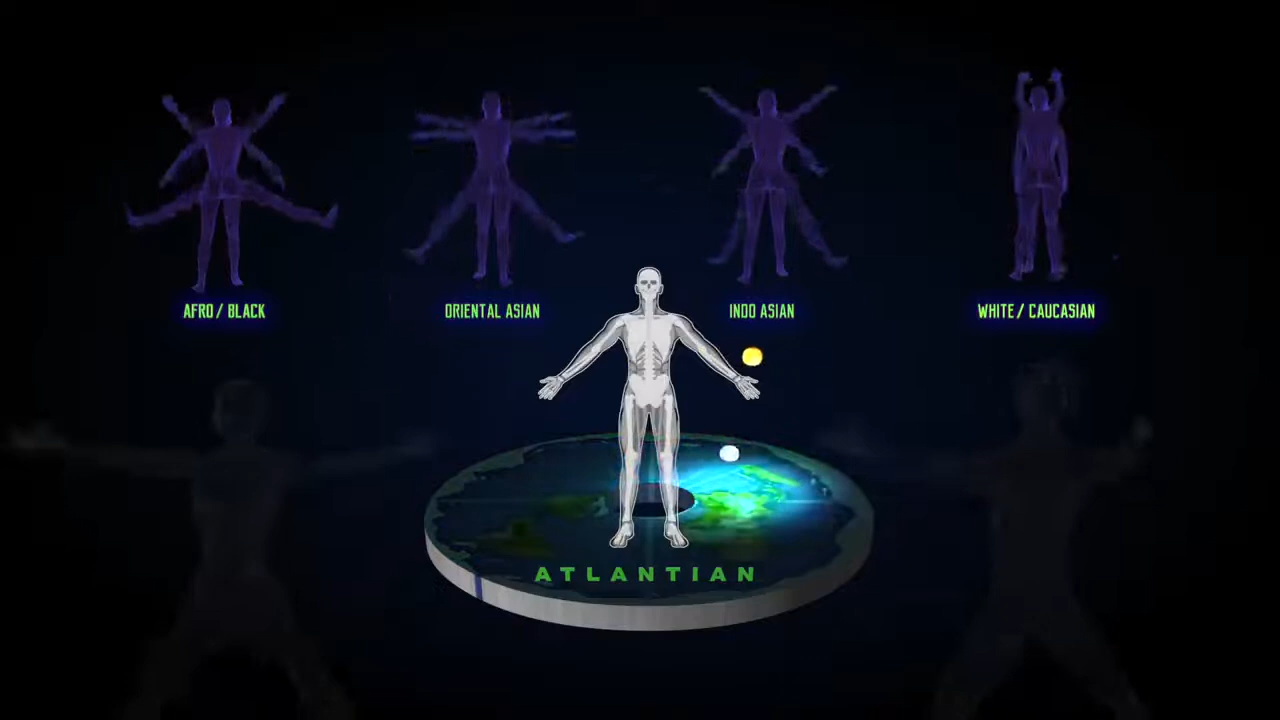 AFRO / BLACK
ORIENTAL ASIAN
INDO ASIAN
WHITE / CAUCASIAN
ATLANTIAN